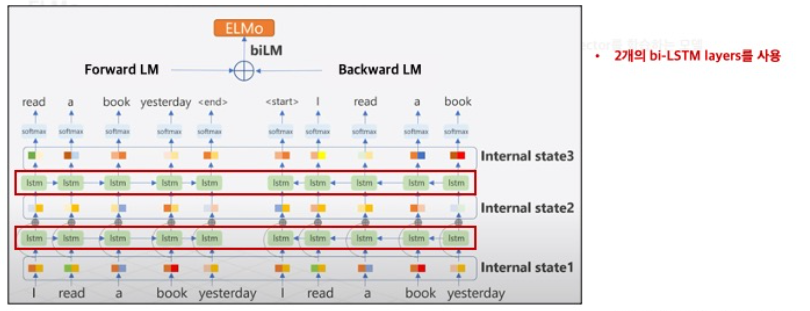 ELMo
biLM
Forward LM
Backward LM
read a book yesterday <end> <start> I read a book
softmax softmax softmax softmax softmax softmax softmax softmax softmax softmax
Internal state3
lstm lstm lstm lstm lstm lstm lstm lstm lstm lstm
Internal state2
lstm lstm lstm lstm lstm lstm lstm lstm lstm lstm
Internal state1
I read a book yesterday I read a book yesterday
• 2개의 bi-LSTM layers를 사용